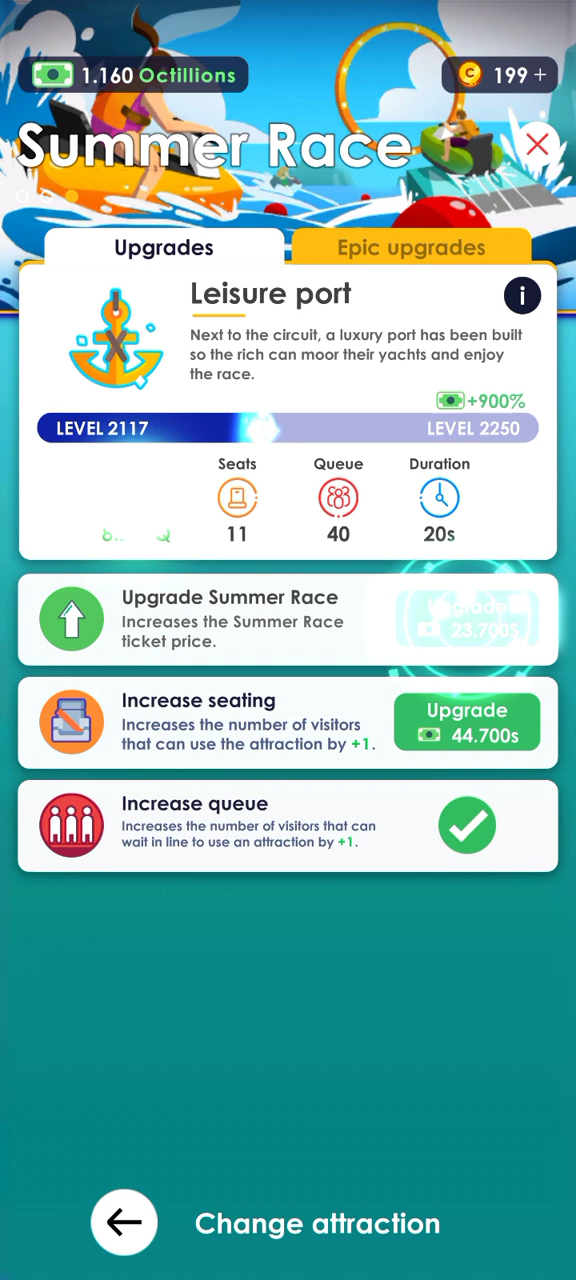 1.160 Octillions
199 +
Summer Race
Upgrades
Epic upgrades
Leisure port
i
Next to the circuit, a luxury port has been built
so the rich can moor their yachts and enjoy
the race.
+900%
LEVEL 2117
LEVEL 2250
Seats
Queue
Duration
11
40
20s
Upgrade Summer Race
Increases the Summer Race
ticket price.
Upgrade
23.700S
Increase seating
Increases the number of visitors
that can use the attraction by +1.
Upgrade
44.700s
Increase queue
Increases the number of visitors that can
wait in line to use an attraction by +1.
Change attraction